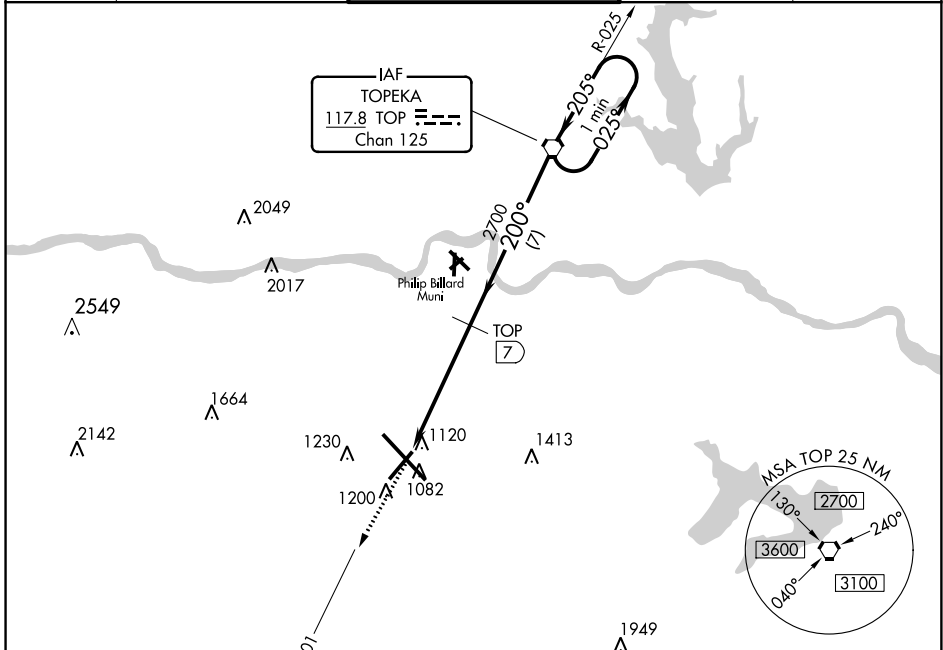 R-025
IAF
TOPEKA
117.8 TOP
Chan 125
205°
1 min
025°
2700
200°
(7)
2049
2017
Philip Billard
Muni
2549
TOP
7
1664
2142
1230
1120
1413
1200
1082
MSA TOP 25 NM
130°
2700
240°
3600
040°
3100
1949